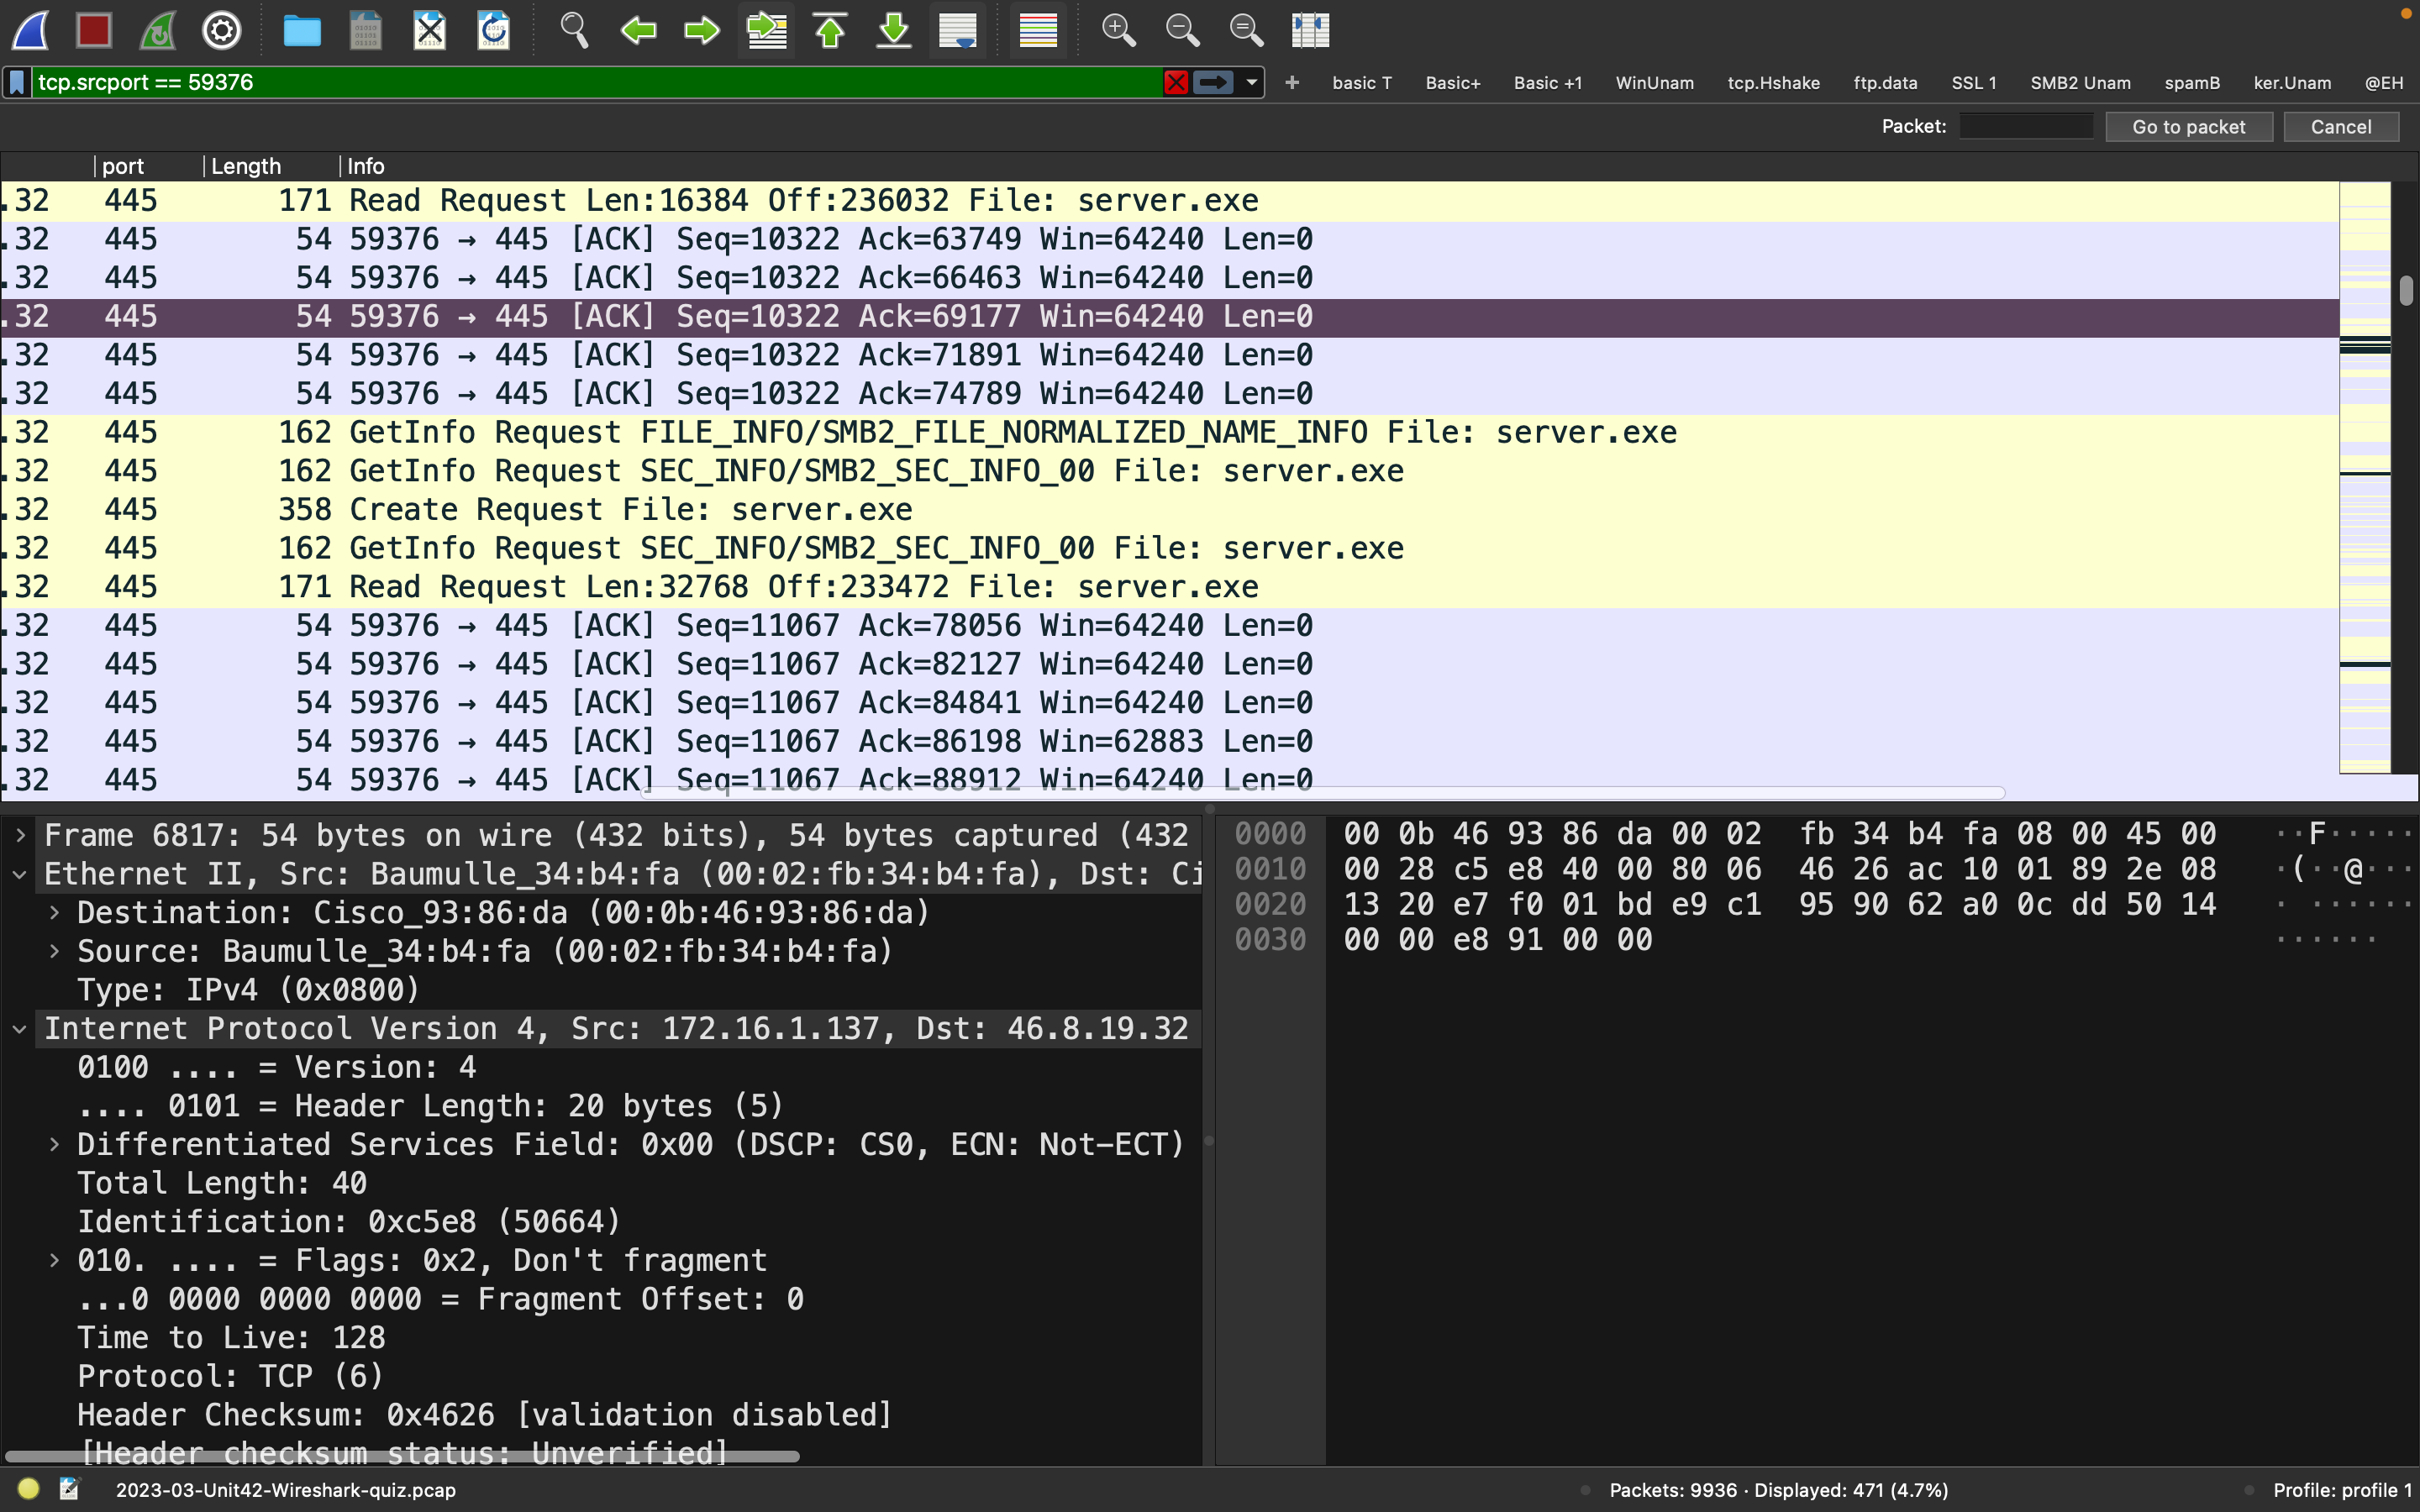 tcp.srcport == 59376
+ basic T Basic+ Basic +1 WinUnam tcp.Hshake ftp.data SSL 1 SMB2 Unam spamB ker.Unam @EH
Packet: Go to packet Cancel
port Length Info
.32 445 171 Read Request Len:16384 Off:236032 File: server.exe
.32 445 54 59376 → 445 [ACK] Seq=10322 Ack=63749 Win=64240 Len=0
.32 445 54 59376 → 445 [ACK] Seq=10322 Ack=66463 Win=64240 Len=0
.32 445 54 59376 → 445 [ACK] Seq=10322 Ack=69177 Win=64240 Len=0
.32 445 54 59376 → 445 [ACK] Seq=10322 Ack=71891 Win=64240 Len=0
.32 445 54 59376 → 445 [ACK] Seq=10322 Ack=74789 Win=64240 Len=0
.32 445 162 GetInfo Request FILE_INFO/SMB2_FILE_NORMALIZED_NAME_INFO File: server.exe
.32 445 162 GetInfo Request SEC_INFO/SMB2_SEC_INFO_00 File: server.exe
.32 445 358 Create Request File: server.exe
.32 445 162 GetInfo Request SEC_INFO/SMB2_SEC_INFO_00 File: server.exe
.32 445 171 Read Request Len:32768 Off:233472 File: server.exe
.32 445 54 59376 → 445 [ACK] Seq=11067 Ack=78056 Win=64240 Len=0
.32 445 54 59376 → 445 [ACK] Seq=11067 Ack=82127 Win=64240 Len=0
.32 445 54 59376 → 445 [ACK] Seq=11067 Ack=84841 Win=64240 Len=0
.32 445 54 59376 → 445 [ACK] Seq=11067 Ack=86198 Win=62883 Len=0
.32 445 54 59376 → 445 [ACK] Seq=11067 Ack=88912 Win=64240 Len=0
Frame 6817: 54 bytes on wire (432 bits), 54 bytes captured (432
Ethernet II, Src: Baumulle_34:b4:fa (00:02:fb:34:b4:fa), Dst: Ci
Destination: Cisco_93:86:da (00:0b:46:93:86:da)
Source: Baumulle_34:b4:fa (00:02:fb:34:b4:fa)
Type: IPv4 (0x0800)
Internet Protocol Version 4, Src: 172.16.1.137, Dst: 46.8.19.32
0100 .... = Version: 4
.... 0101 = Header Length: 20 bytes (5)
Differentiated Services Field: 0x00 (DSCP: CS0, ECN: Not-ECT)
Total Length: 40
Identification: 0xc5e8 (50664)
010. .... = Flags: 0x2, Don't fragment
...0 0000 0000 0000 = Fragment Offset: 0
Time to Live: 128
Protocol: TCP (6)
Header Checksum: 0x4626 [validation disabled]
[Header checksum status: Unverified]
0000 00 0b 46 93 86 da 00 02 fb 34 b4 fa 08 00 45 00 ··F·····
0010 00 28 c5 e8 40 00 80 06 46 26 ac 10 01 89 2e 08 ·(··@···
0020 13 20 e7 f0 01 bd e9 c1 95 90 62 a0 0c dd 50 14 · ······
0030 00 00 e8 91 00 00 ······
2023-03-Unit42-Wireshark-quiz.pcap Packets: 9936 · Displayed: 471 (4.7%) Profile: profile 1